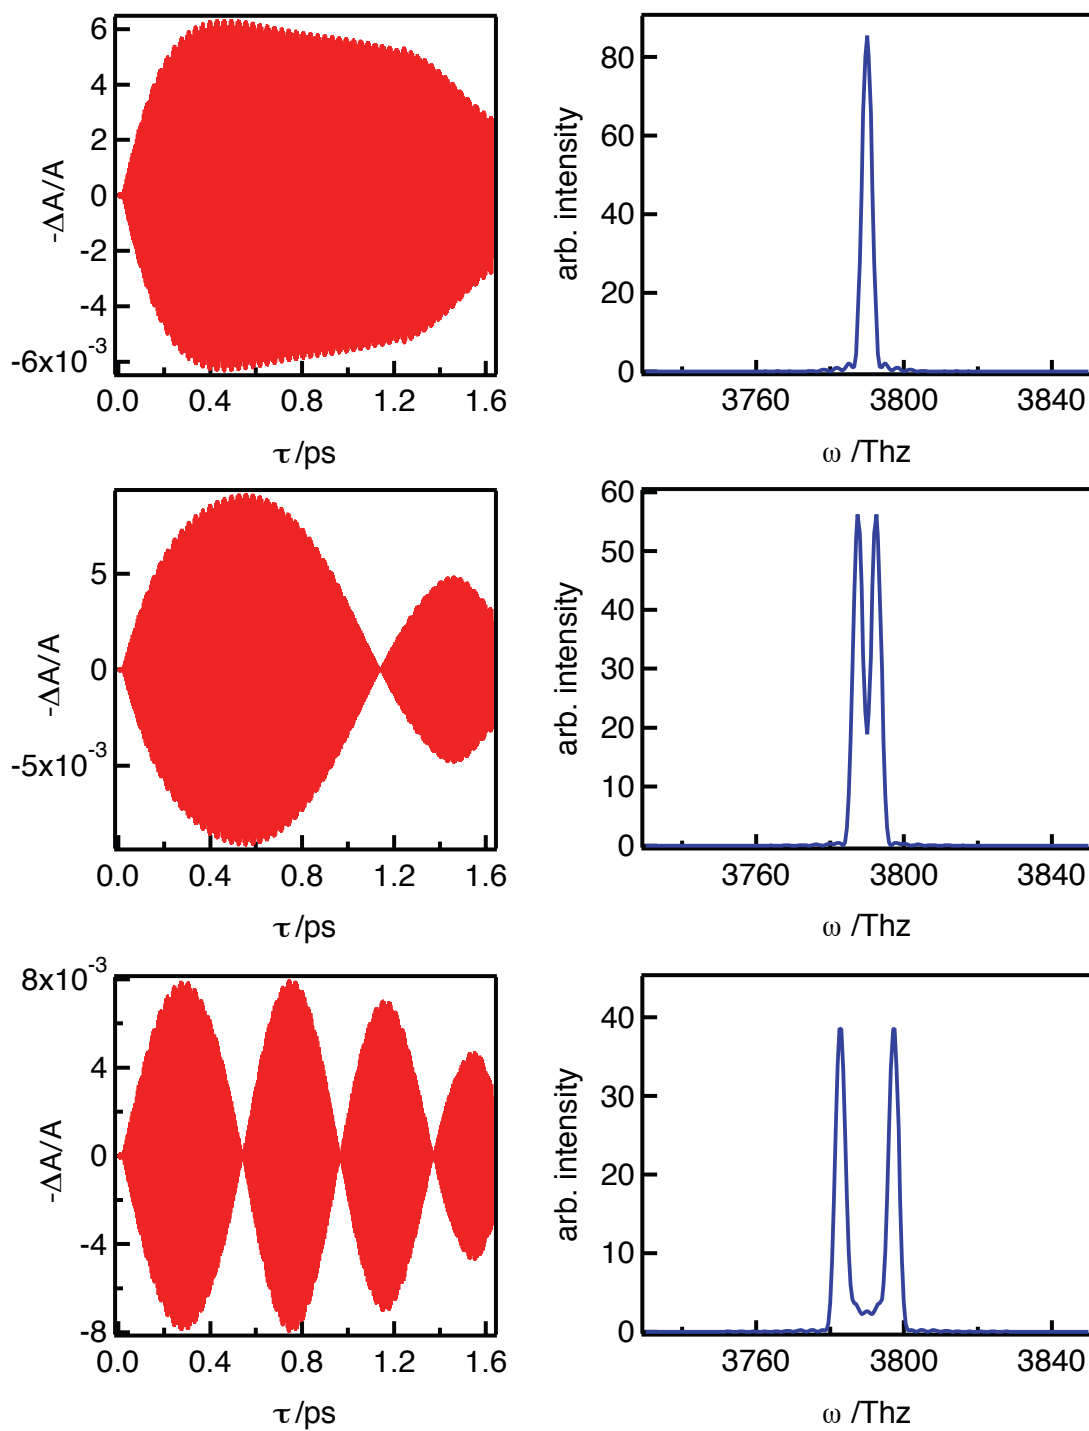 6
4
2
0
-2
-4
-6x10⁻³
-ΔA/A
0.0 0.4 0.8 1.2 1.6
τ/ps
80
60
40
20
0
arb. intensity
3760 3800 3840
ω /Thz
5
0
-5x10⁻³
-ΔA/A
0.0 0.4 0.8 1.2 1.6
τ/ps
60
50
40
30
20
10
0
arb. intensity
3760 3800 3840
ω /Thz
8x10⁻³
4
0
-4
-8
-ΔA/A
0.0 0.4 0.8 1.2 1.6
τ/ps
40
30
20
10
0
arb. intensity
3760 3800 3840
ω /Thz